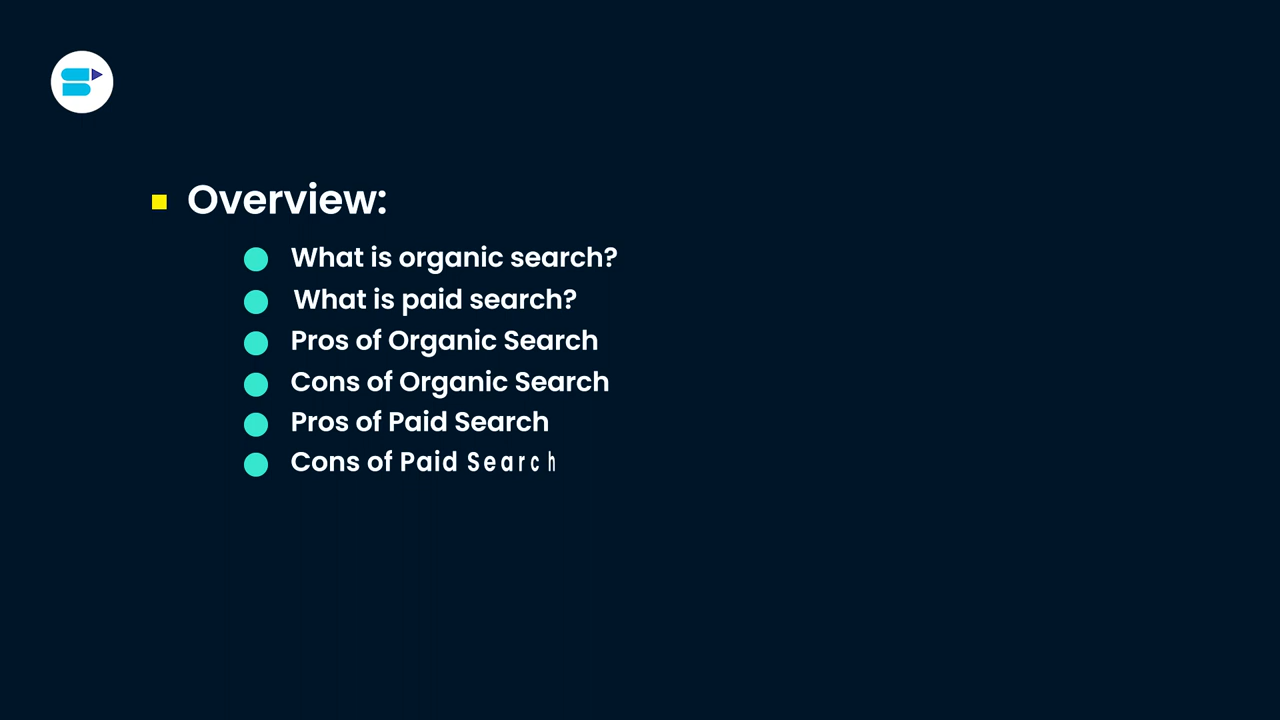 Overview:
What is organic search?
What is paid search?
Pros of Organic Search
Cons of Organic Search
Pros of Paid Search
Cons of Paid Search